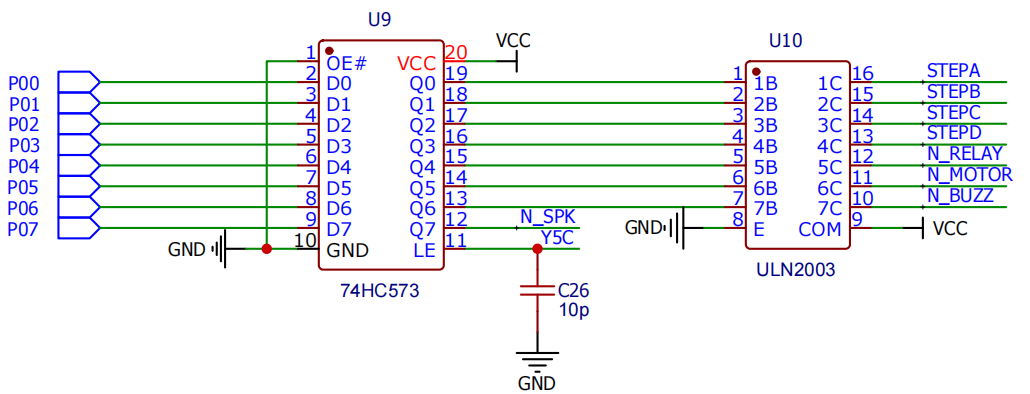 U9
VCC
U10
P00
P01
P02
P03
P04
P05
P06
P07
1
2
3
4
5
6
7
8
9
10
OE#
D0
D1
D2
D3
D4
D5
D6
D7
GND
VCC
Q0
Q1
Q2
Q3
Q4
Q5
Q6
Q7
LE
20
19
18
17
16
15
14
13
12
11
GND
74HC573
N_SPK
Y5C
C26
10p
GND
GND
1
2
3
4
5
6
7
8
1B
2B
3B
4B
5B
6B
7B
E
1C
2C
3C
4C
5C
6C
7C
COM
16
15
14
13
12
11
10
9
STEPA
STEPB
STEPC
STEPD
N_RELAY
N_MOTOR
N_BUZZ
VCC
ULN2003